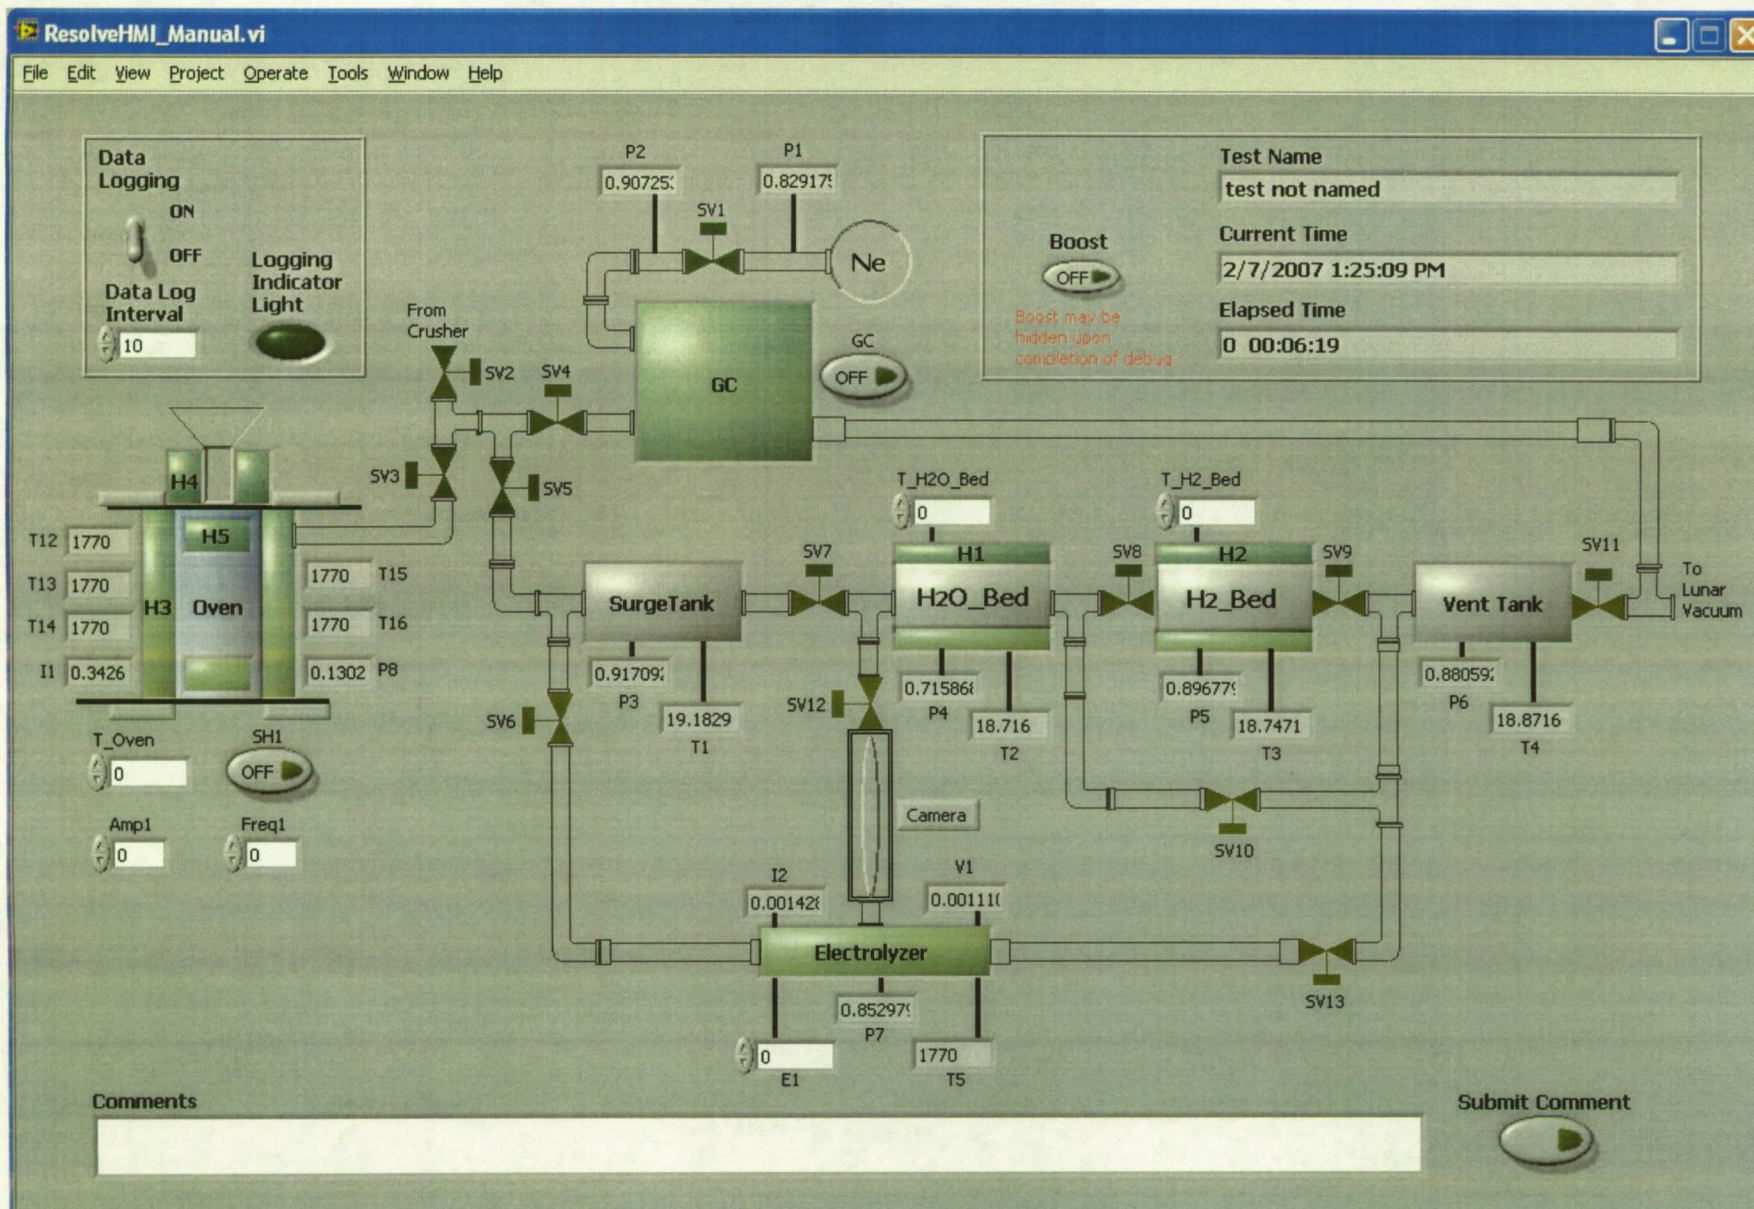 ResolveHMI_Manual.vi
File Edit View Project Operate Tools Window Help
Data
Logging
ON
OFF
Data Log
Interval
10
Logging
Indicator
Light
P2
0.90725
P1
0.82917
SV1
Ne
GC
GC
OFF
Boost
OFF
Boost may be
hidden upon
completion of debug
Test Name
test not named
Current Time
2/7/2007 1:25:09 PM
Elapsed Time
0 00:06:19
From
Crusher
SV2
SV4
SV3
SV5
H4
H5
H3
Oven
T12 1770
T13 1770
T14 1770
I1 0.3426
1770 T15
1770 T16
0.1302 P8
T_Oven
0
SH1
OFF
Amp1
0
Freq1
0
SurgeTank
0.91709
P3
19.1829
T1
SV6
SV7
T_H2O_Bed
0
H1
H2O_Bed
0.71586
P4
18.716
T2
SV12
SV8
T_H2_Bed
0
H2
H2_Bed
0.89677
P5
18.7471
T3
SV9
Vent Tank
0.88059
P6
18.8716
T4
SV11
To
Lunar
Vacuum
Camera
SV10
I2
0.00142
V1
0.00111
Electrolyzer
0.85297
P7
0
E1
1770
T5
SV13
Comments
Submit Comment